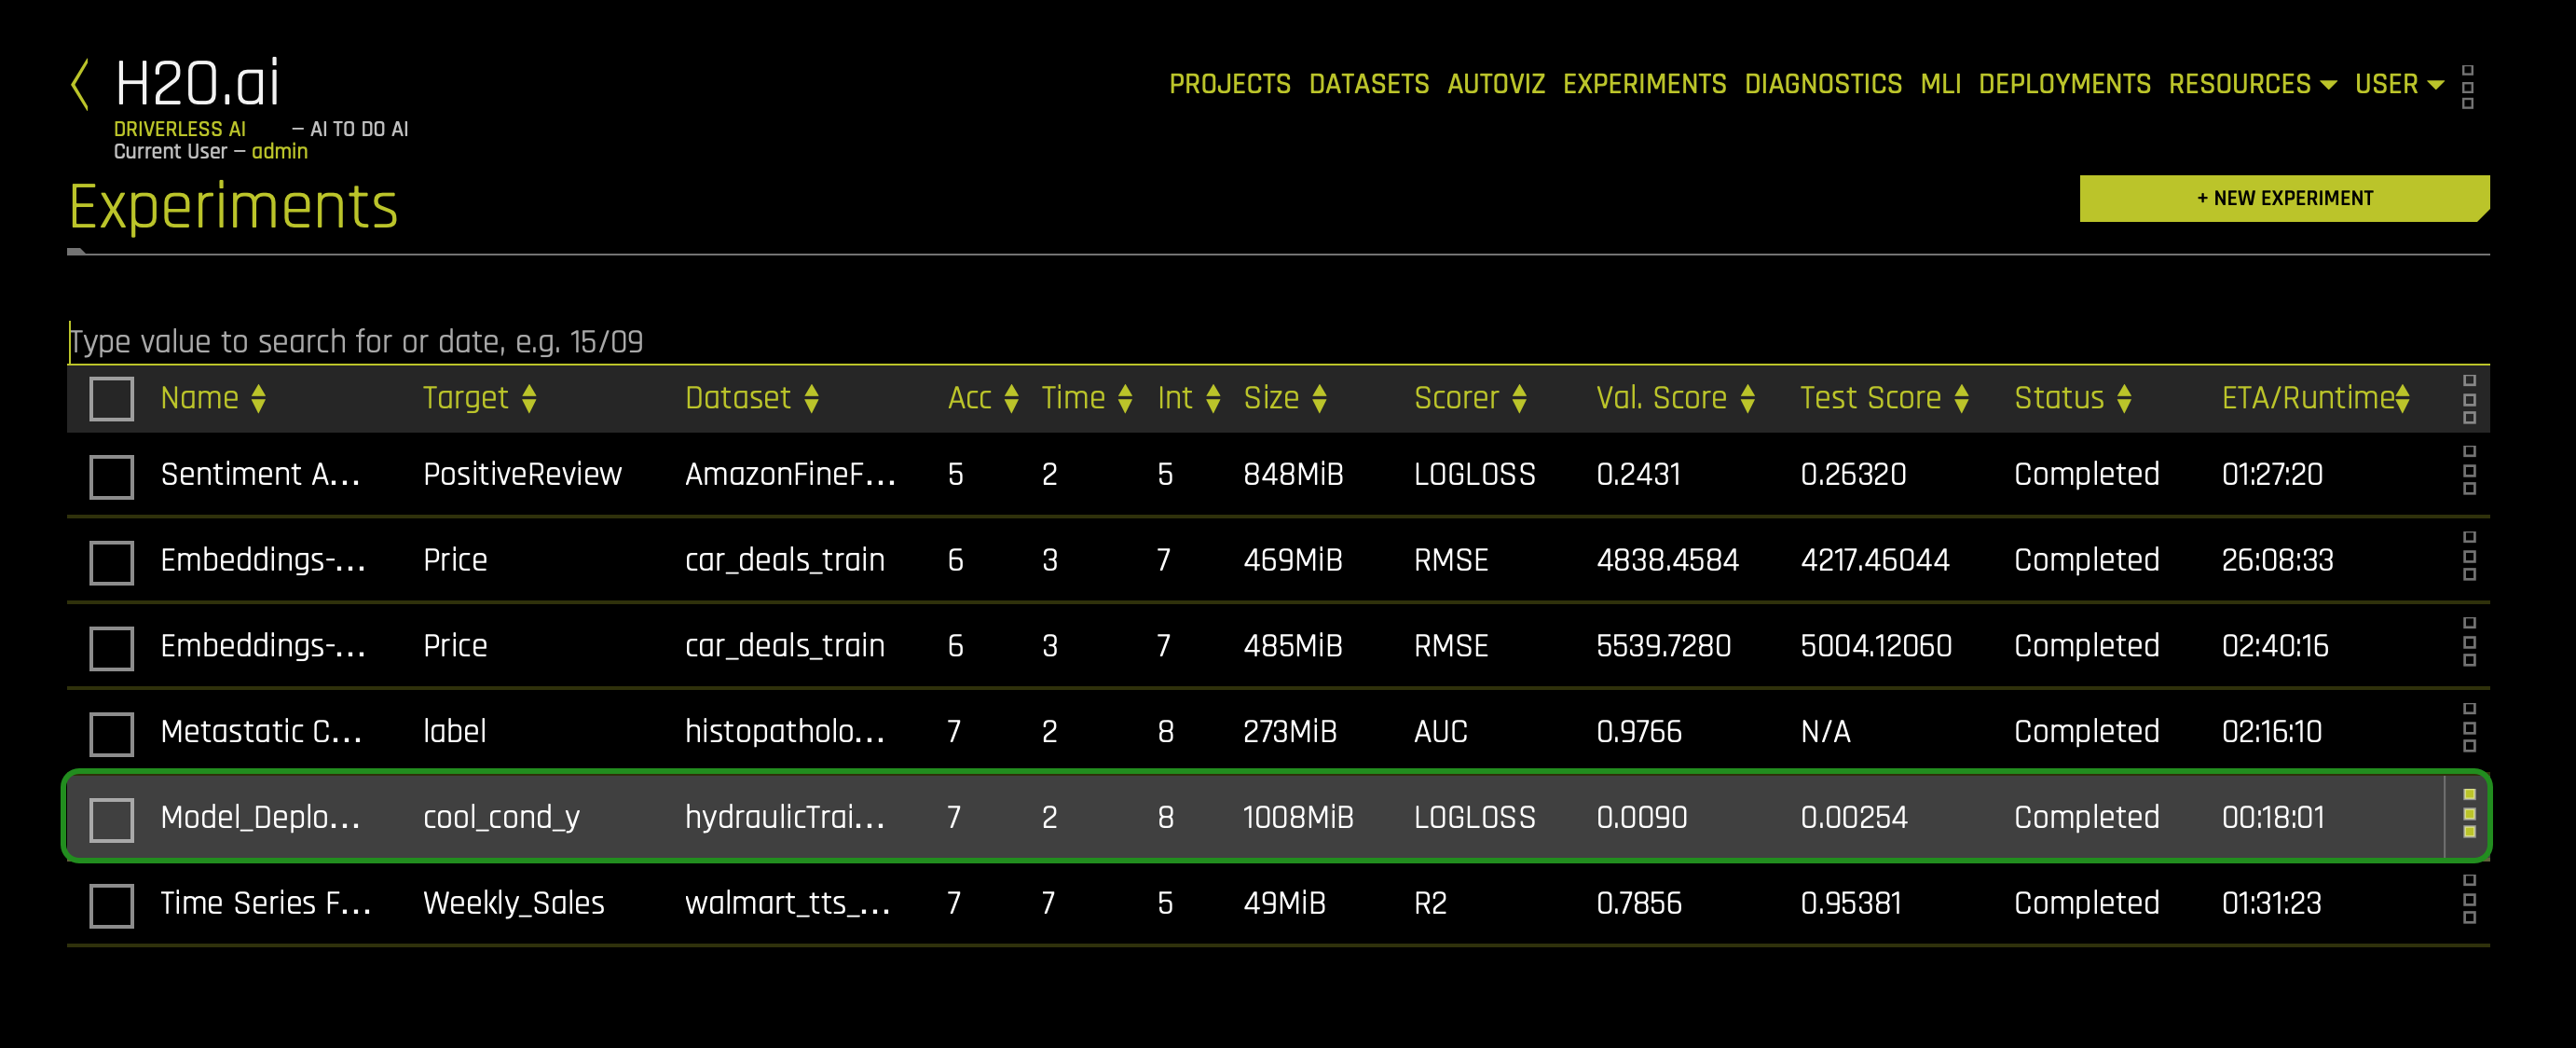 H2O.ai
PROJECTS DATASETS AUTOVIZ EXPERIMENTS DIAGNOSTICS MLI DEPLOYMENTS RESOURCES USER
DRIVERLESS AI — AI TO DO AI
Current User — admin
Experiments
+ NEW EXPERIMENT
Type value to search for or date, e.g. 15/09
Name Target Dataset Acc Time Int Size Scorer Val. Score Test Score Status ETA/Runtime
Sentiment A... PositiveReview AmazonFineF... 5 2 5 848MiB LOGLOSS 0.2431 0.26320 Completed 01:27:20
Embeddings-... Price car_deals_train 6 3 7 469MiB RMSE 4838.4584 4217.46044 Completed 26:08:33
Embeddings-... Price car_deals_train 6 3 7 485MiB RMSE 5539.7280 5004.12060 Completed 02:40:16
Metastatic C... label histopatholo... 7 2 8 273MiB AUC 0.9766 N/A Completed 02:16:10
Model_Deplo... cool_cond_y hydraulicTrai... 7 2 8 1008MiB LOGLOSS 0.0090 0.00254 Completed 00:18:01
Time Series F... Weekly_Sales walmart_tts_... 7 7 5 49MiB R2 0.7856 0.95381 Completed 01:31:23